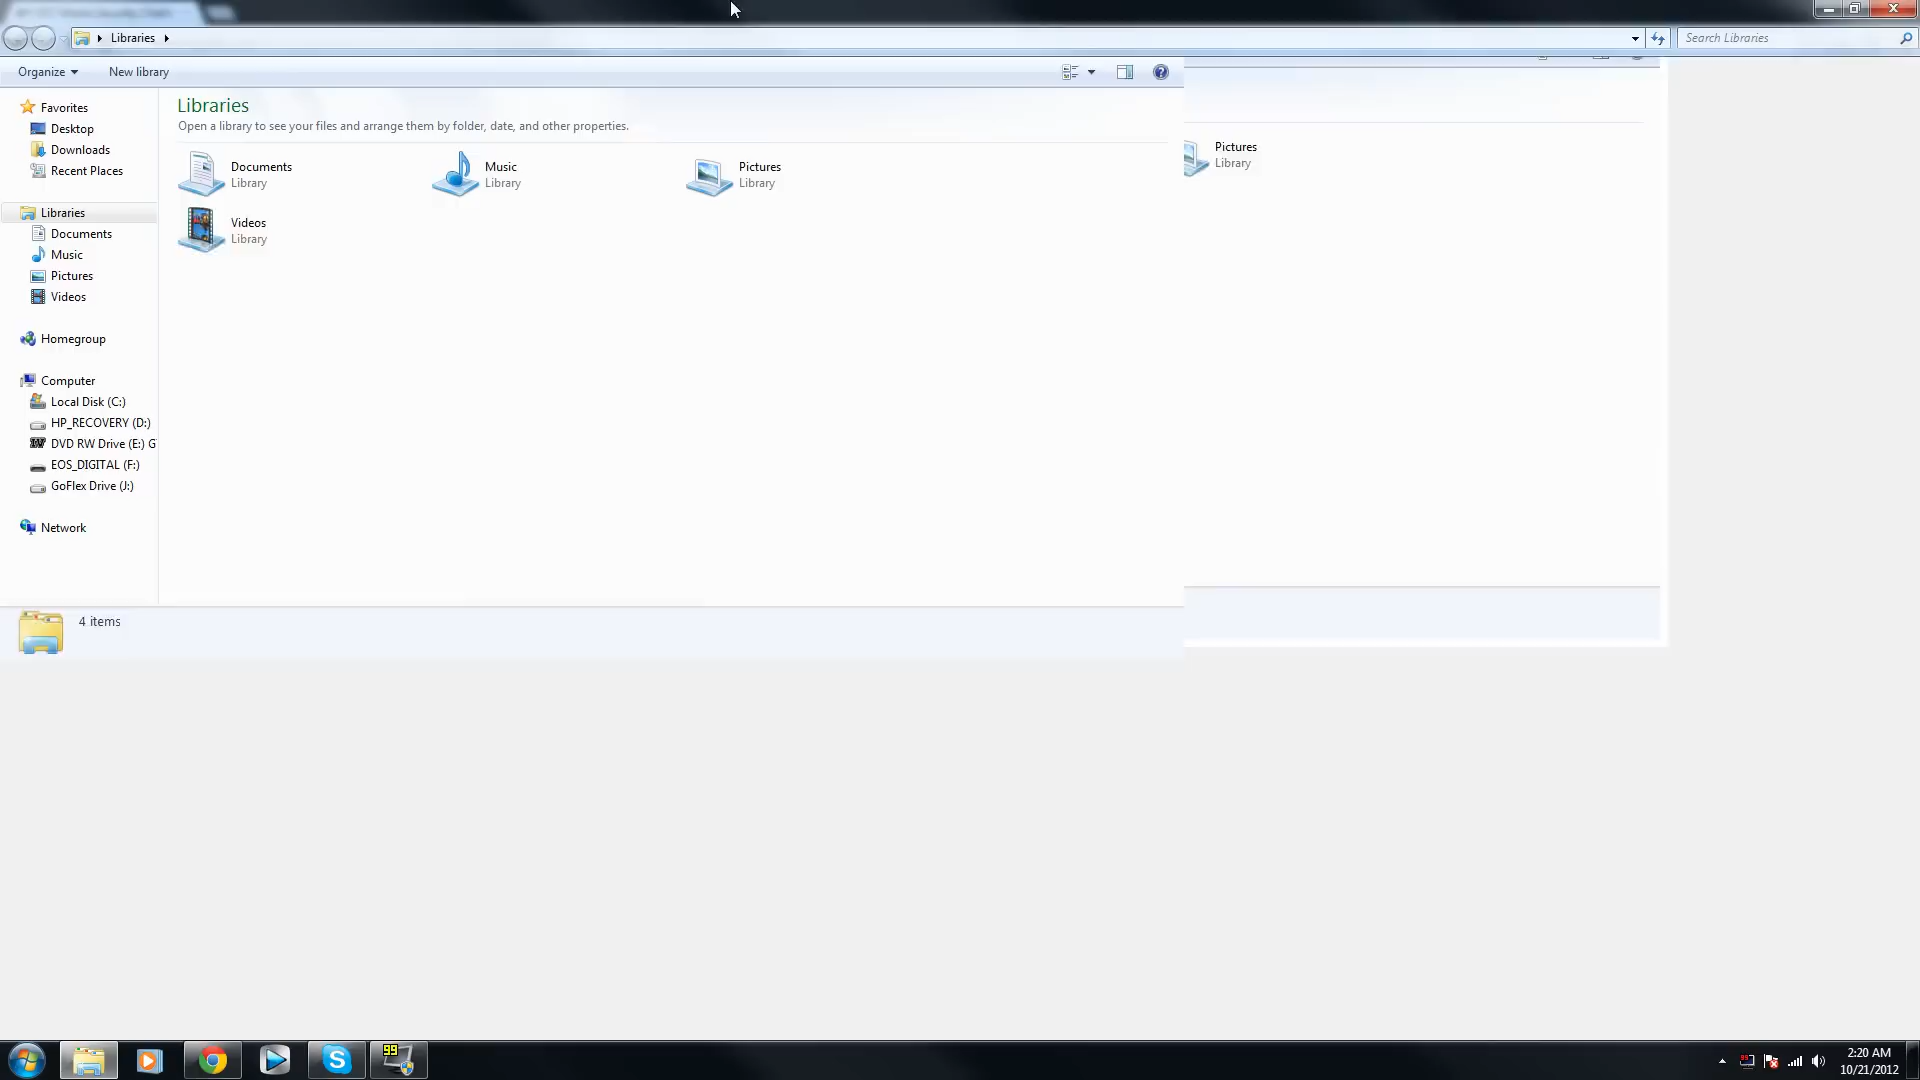 Libraries
Search Libraries
Organize
New library
Favorites
Desktop
Downloads
Recent Places
Libraries
Documents
Music
Pictures
Videos
Homegroup
Computer
Local Disk (C:)
HP_RECOVERY (D:)
DVD RW Drive (E:) G
EOS_DIGITAL (F:)
GoFlex Drive (J:)
Network
Libraries
Open a library to see your files and arrange them by folder, date, and other properties.
Documents
Library
Music
Library
Pictures
Library
Videos
Library
Pictures
Library
4 items
99
2:20 AM
10/21/2012